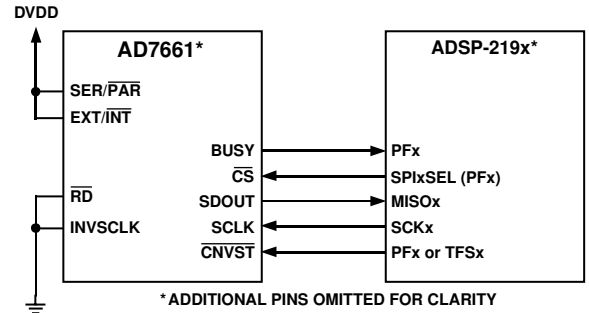 DVDD
AD7661*
ADSP-219x*
SER/PAR
EXT/INT
BUSY
PFx
CS
SPIxSEL (PFx)
RD
SDOUT
MISOx
INVSCLK
SCLK
SCKx
CNVST
PFx or TFSx
*ADDITIONAL PINS OMITTED FOR CLARITY